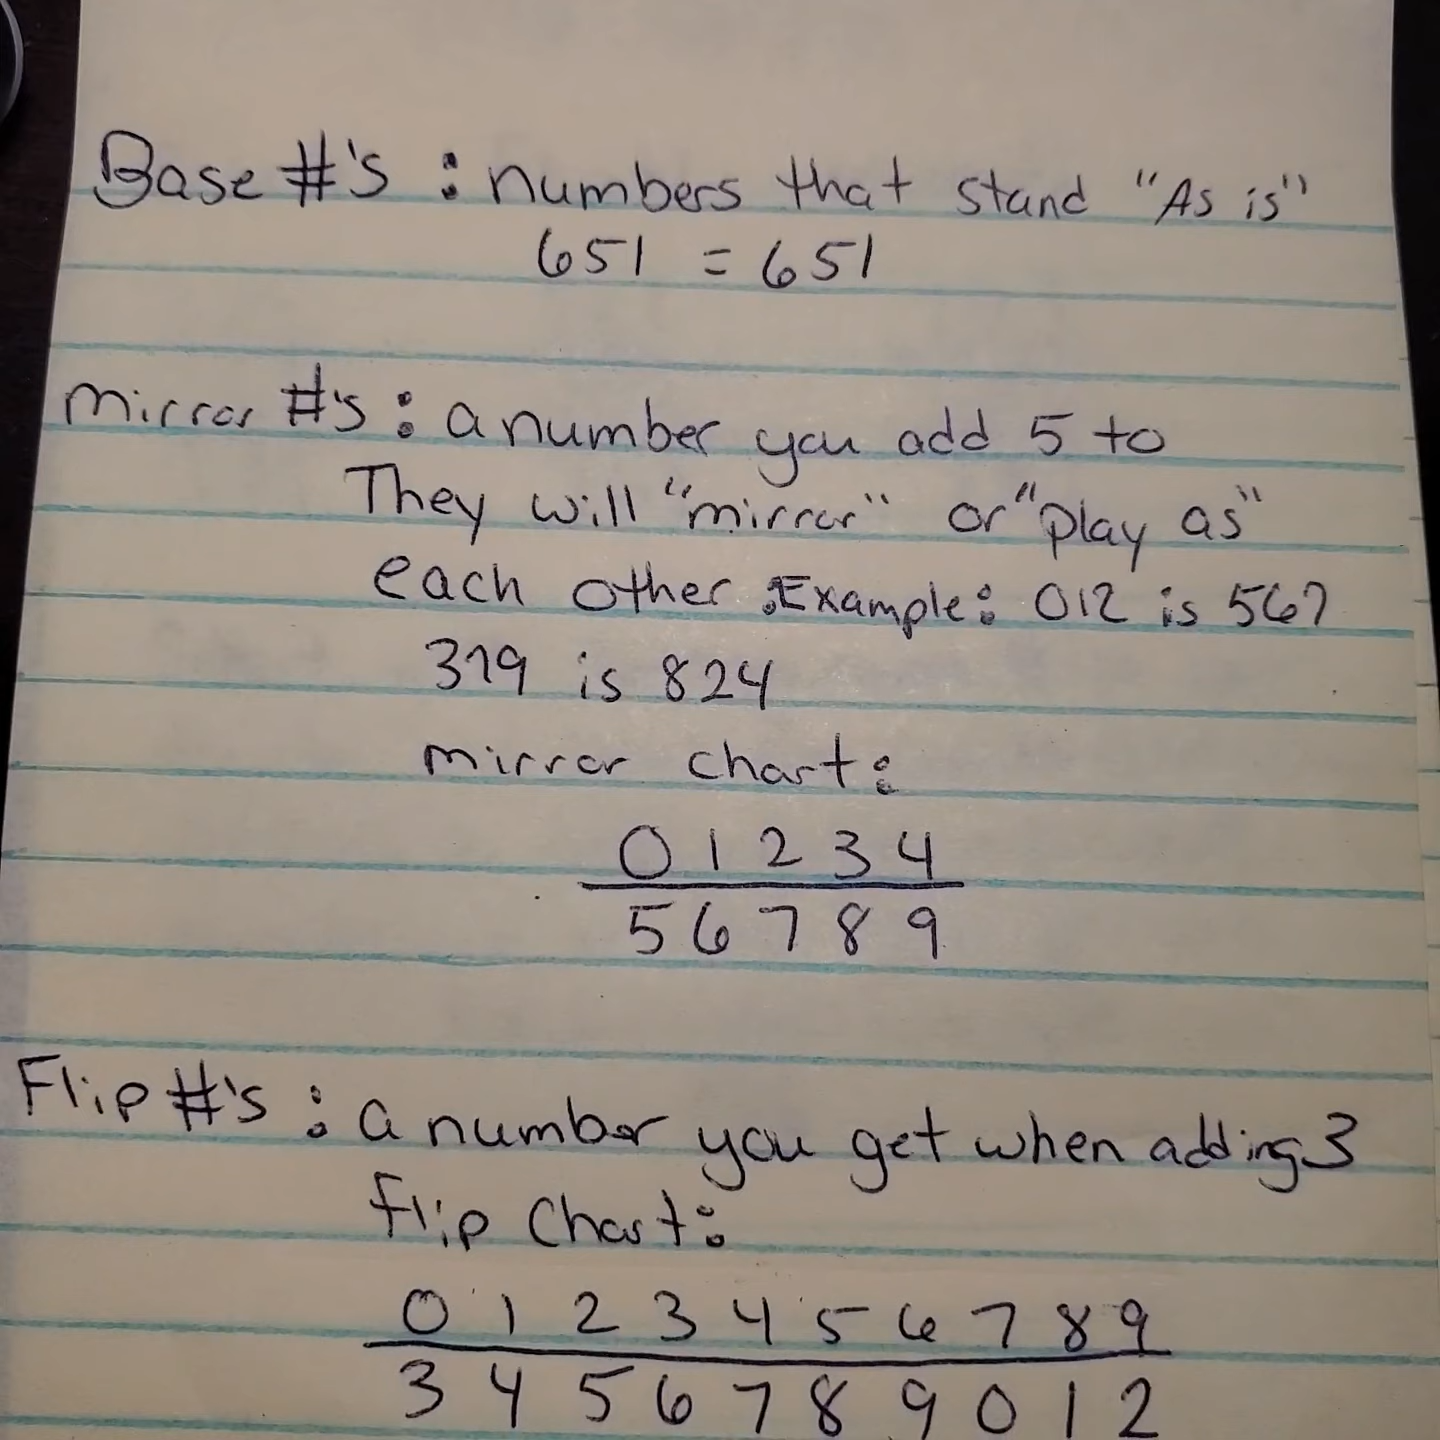 Base #'s : numbers that stand "As is"
651 = 651
Mirror #'s : a number you add 5 to
They will "mirror" or "play as"
each other. Example: 012 is 567
379 is 824
mirror chart:
0 1 2 3 4
5 6 7 8 9
Flip #'s : a number you get when adding 3
Flip Chart:
0 1 2 3 4 5 6 7 8 9
3 4 5 6 7 8 9 0 1 2